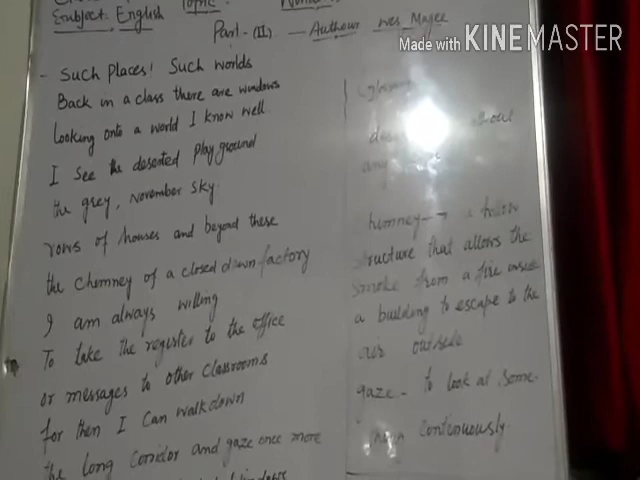 Subject: English Topic
Part-(II). - Authour wes Magee
Made with KINEMASTER
- Such Places! Such worlds
Back in a class there are windows
Looking onto a world I know well.
I see the deserted playground
the grey, November sky.
rows of houses and beyond these
the chemney of a closed down factory
I am always willing
To take the register to the office
or messages to other classrooms
for then I can walk down
the long corridor and gaze once more
chimney → a hollow
structure that allows the
smoke from a fire inside
a building to escape to the
air outside
gaze - to look at some
continuously.